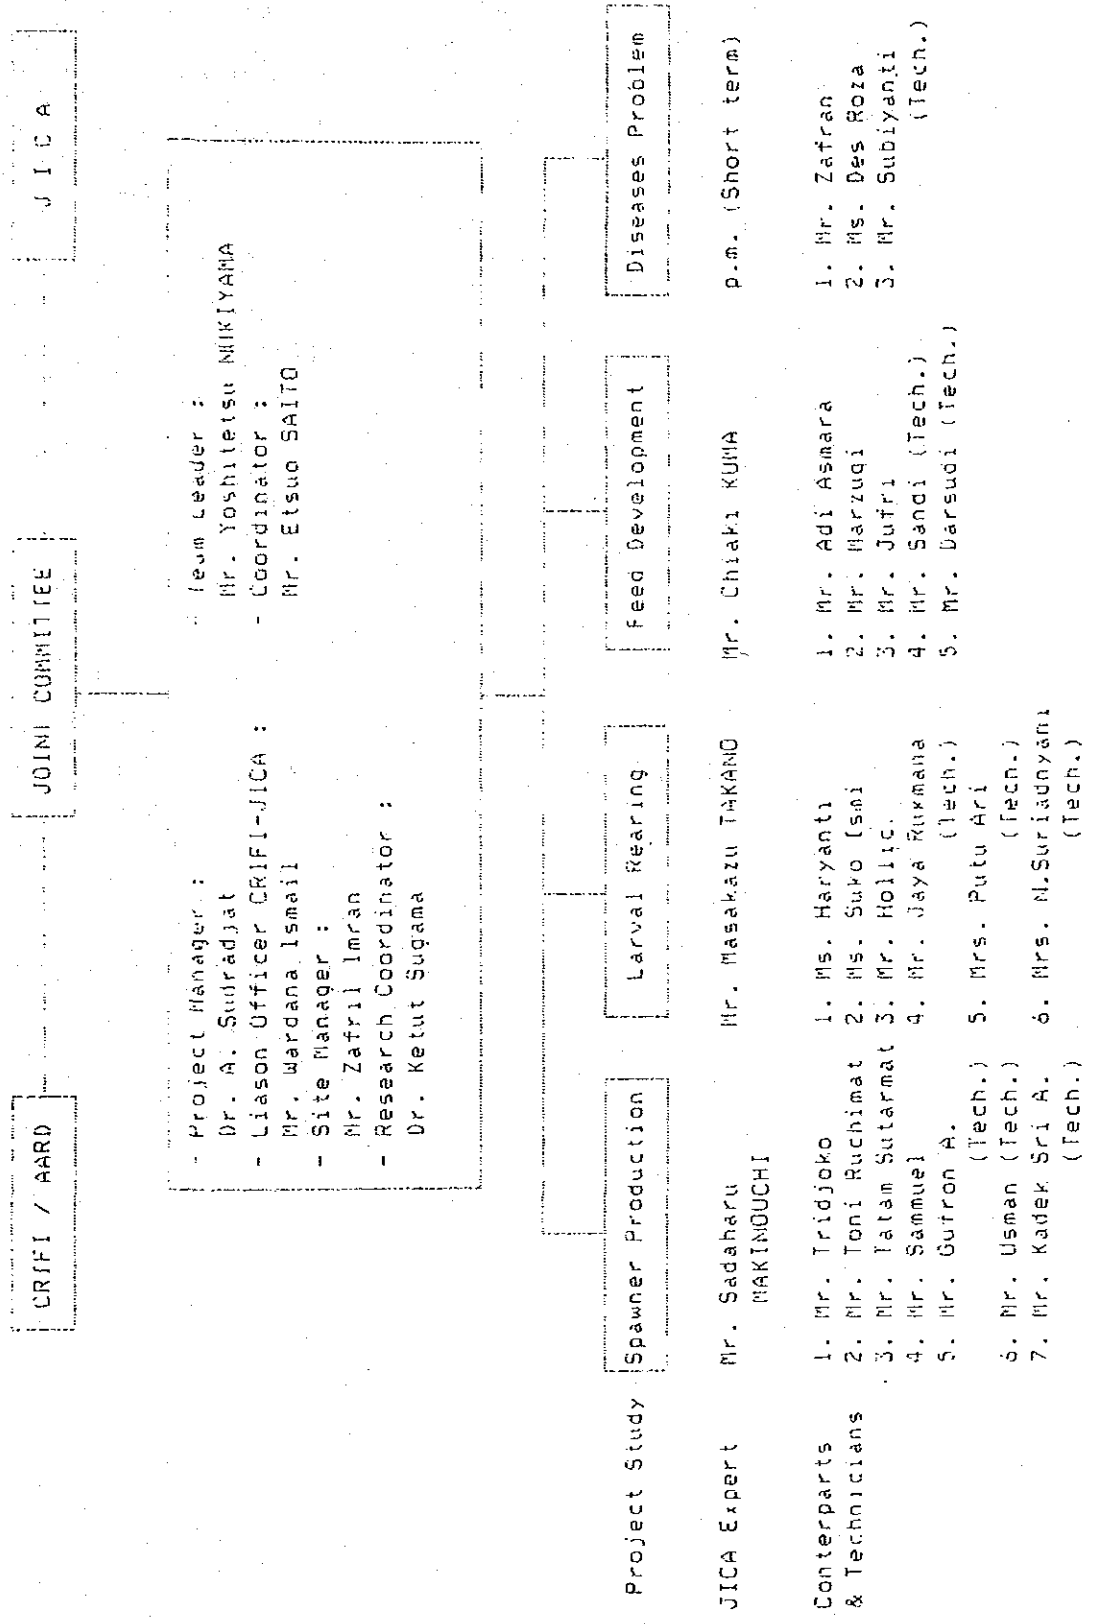 CRIFI / AARD
JOINT COMMITTEE
J I C A
- Project Manager :
Dr. A. Sudradjat
- Liason Officer CRIFI-JICA :
Mr. Wardana Ismail
- Site Manager :
Mr. Zafril Imran
- Research Coordinator :
Dr. Ketut Sugama
- Team Leader :
Mr. Yoshitetsu NUKIYAMA
- Coordinator :
Mr. Etsuo SAITO
Project Study
Spawner Production
Larval Rearing
Feed Development
Diseases Problem
JICA Expert
Mr. Sadaharu
MAKINOUCHI
Mr. Masakazu TAKANO
Mr. Chiaki KUMA
p.m. (Short term)
Conterparts
& Technicians
1. Mr. Tridjoko
2. Mr. Toni Ruchimat
3. Mr. Tatam Sutarmat
4. Mr. Sammuel
5. Mr. Gufron A.
(Tech.)
6. Mr. Usman (Tech.)
7. Mr. Kadek Sri A.
(Tech.)
1. Ms. Haryanti
2. Ms. Suko Ismi
3. Mr. Hollic.
4. Mr. Jaya Rukmana
(Tech.)
5. Mrs. Putu Ari
(Tech.)
6. Mrs. N.Suriadnyani
(Tech.)
1. Mr. Adi Asmara
2. Mr. Marzuqi
3. Mr. Jufri
4. Mr. Sandi (Tech.)
5. Mr. Darsudi (Tech.)
1. Mr. Zafran
2. Ms. Des Roza
3. Mr. Subiyanti
(Tech.)